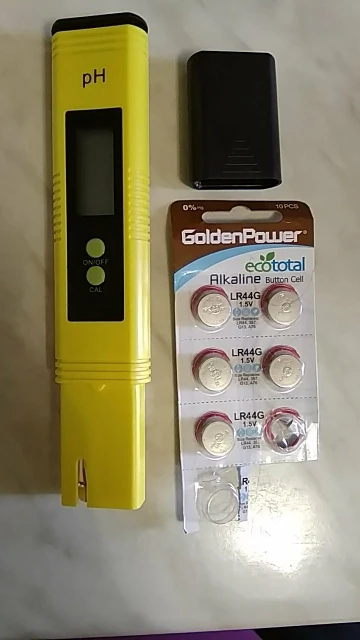 pH
ON/OFF
CAL
0% Hg
10 PCS
GoldenPower®
ecototal
Alkaline Button Cell
LR44G
1.5V
LR44G
1.5V
LR44G
1.5V